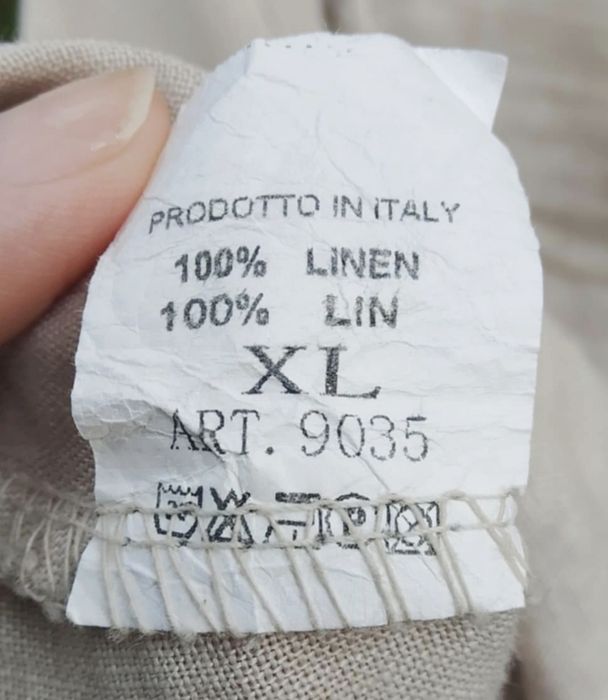 PRODOTTO IN ITALY
100% LINEN
100% LIN
XL
ART. 9035